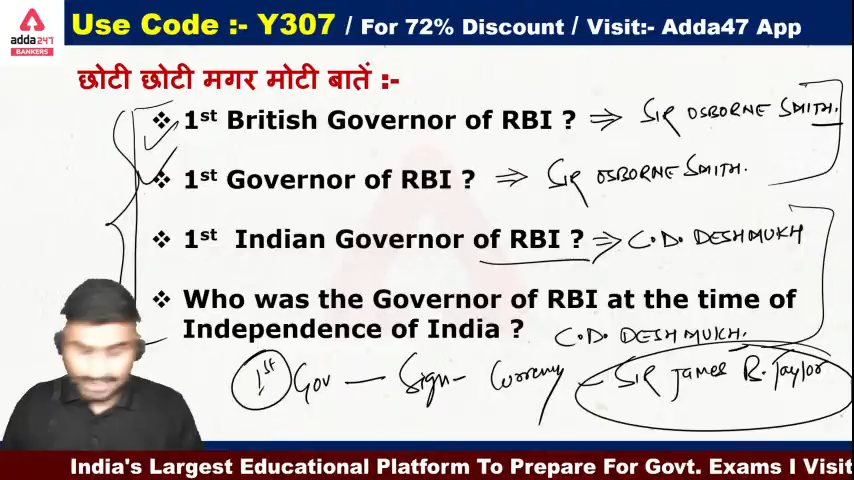 adda247
BANKERS
Use Code :- Y307 / For 72% Discount / Visit:- Adda47 App
छोटी छोटी मगर मोटी बातें :-
❖ 1st British Governor of RBI ? ⇒ SIR OSBORNE SMITH.
❖ 1st Governor of RBI ? ⇒ SIR OSBORNE SMITH.
❖ 1st Indian Governor of RBI ? ⇒ C.D. DESHMUKH
❖ Who was the Governor of RBI at the time of
Independence of India ? C.D. DESHMUKH.
1st Gov — Sign – Currency – SIR James B. Taylor
India's Largest Educational Platform To Prepare For Govt. Exams I Visit